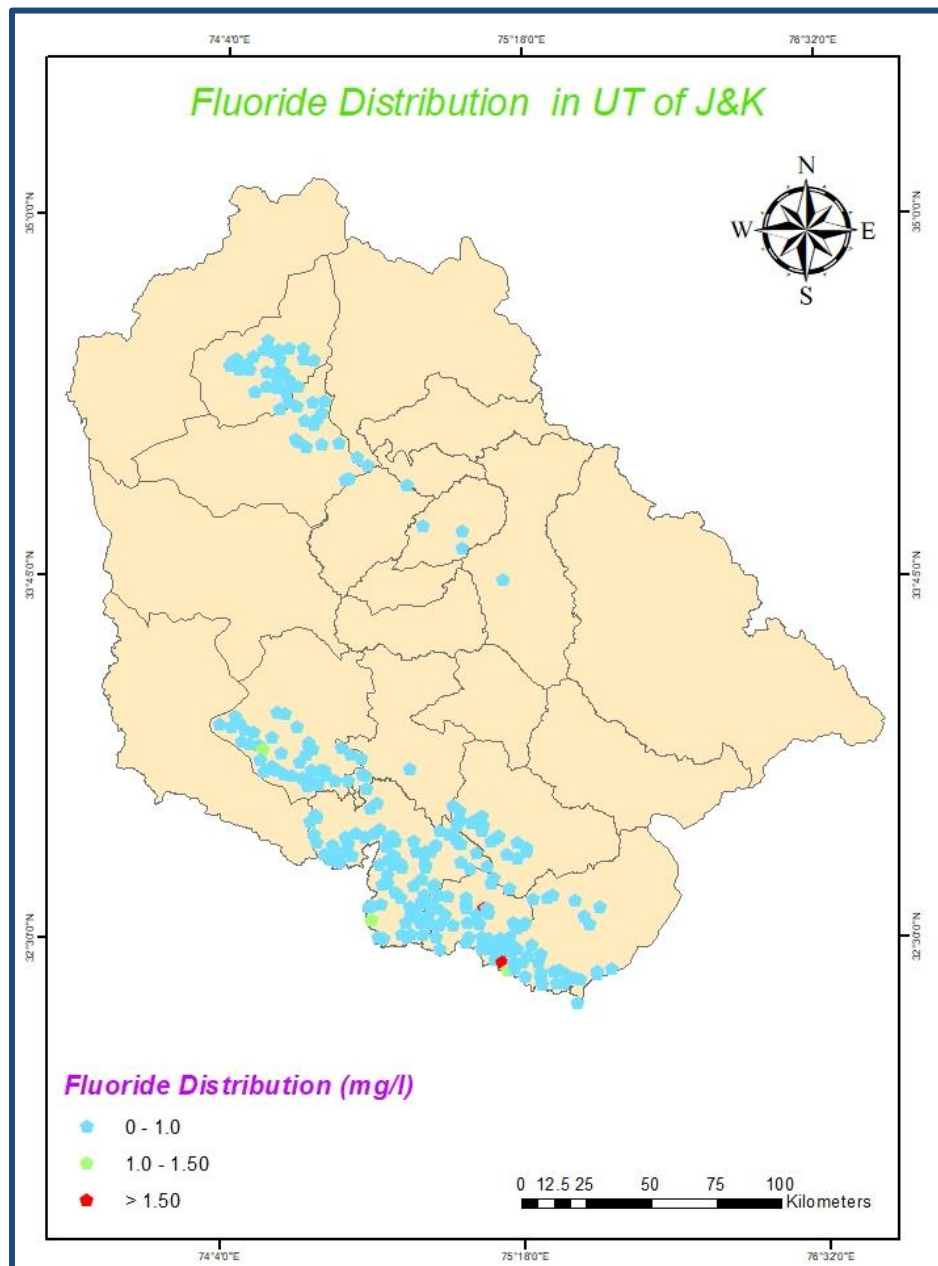 74°4'0"E 75°18'0"E 76°32'0"E
Fluoride Distribution in UT of J&K
N
W E
S
35°0'0"N 35°0'0"N
33°45'0"N 33°45'0"N
32°30'0"N 32°30'0"N
Fluoride Distribution (mg/l)
0 - 1.0
1.0 - 1.50
> 1.50
0 12.5 25 50 75 100
Kilometers
74°4'0"E 75°18'0"E 76°32'0"E